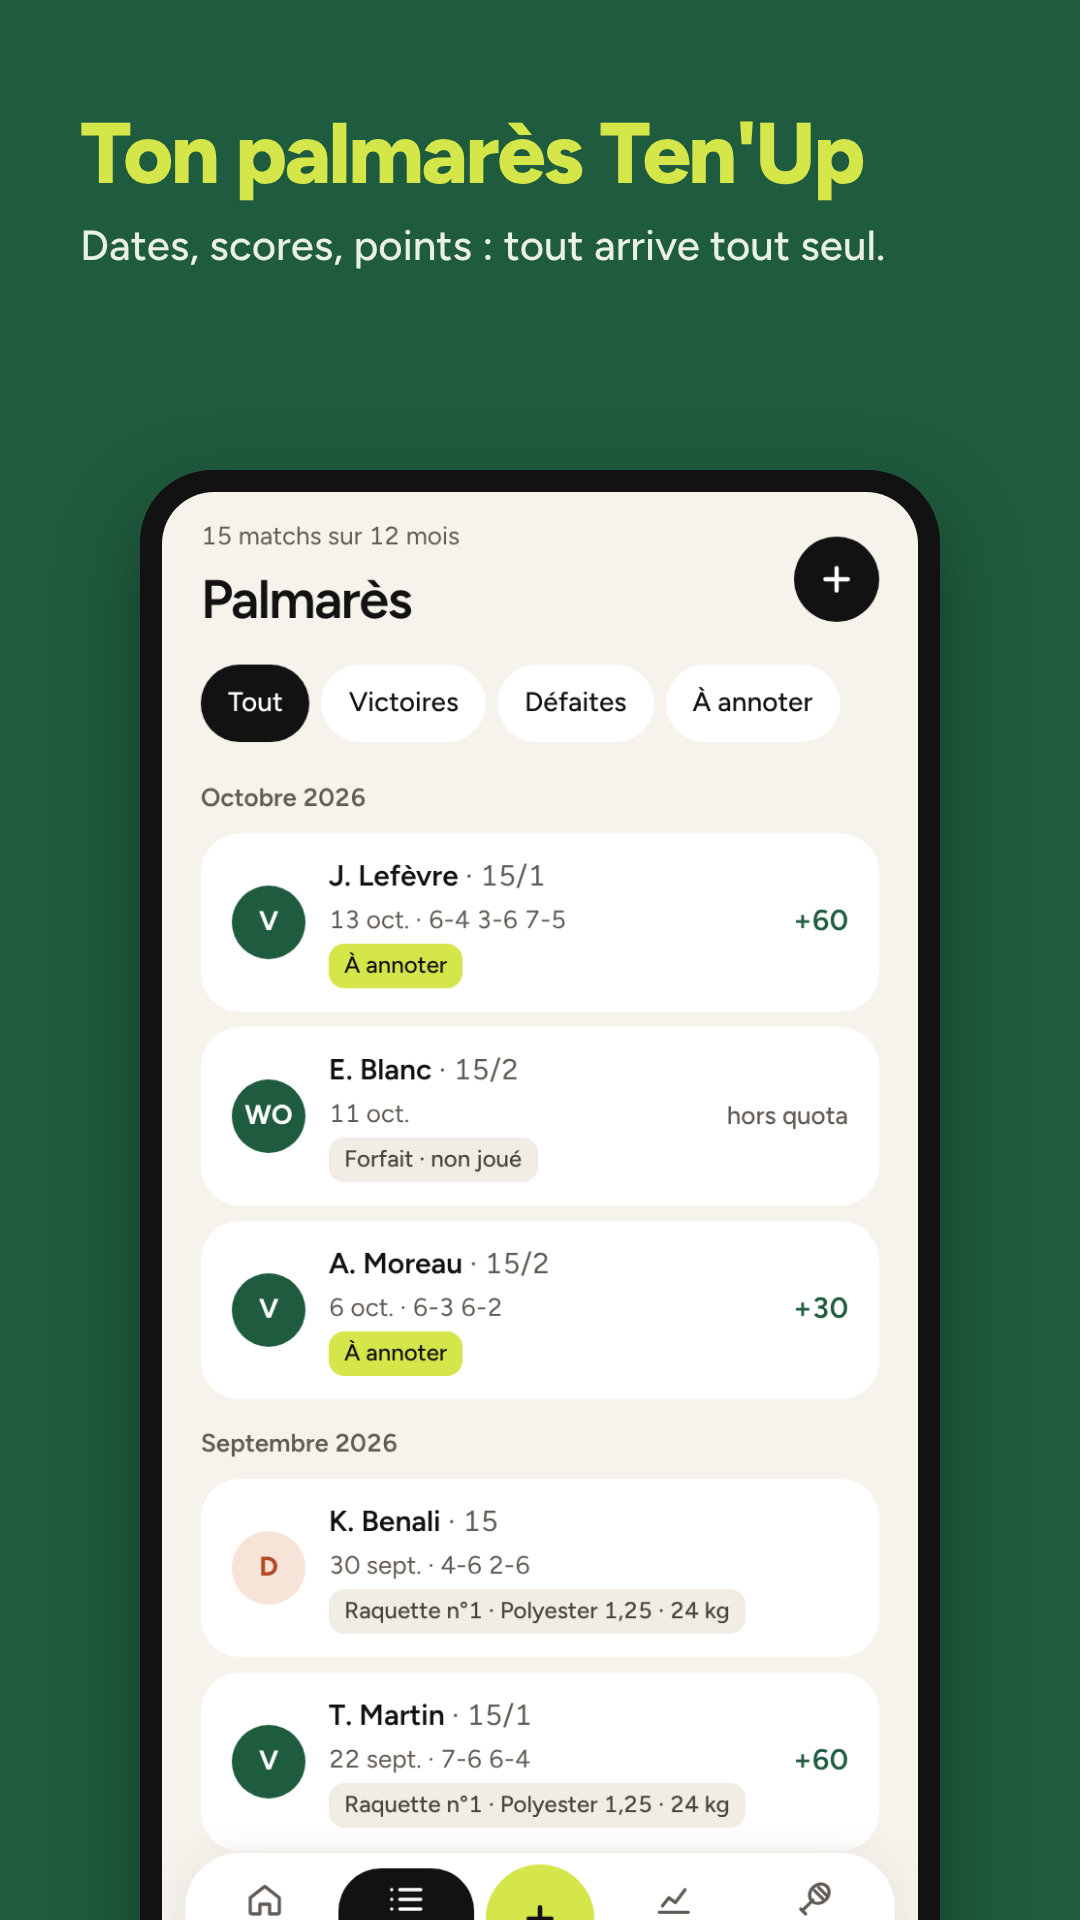 Ton palmarès Ten'Up
Dates, scores, points : tout arrive tout seul.
15 matchs sur 12 mois
Palmarès
Tout
Victoires
Défaites
À annoter
Octobre 2026
V
J. Lefèvre · 15/1
13 oct. · 6-4 3-6 7-5
À annoter
+60
WO
E. Blanc · 15/2
11 oct.
Forfait · non joué
hors quota
V
A. Moreau · 15/2
6 oct. · 6-3 6-2
À annoter
+30
Septembre 2026
D
K. Benali · 15
30 sept. · 4-6 2-6
Raquette n°1 · Polyester 1,25 · 24 kg
V
T. Martin · 15/1
22 sept. · 7-6 6-4
Raquette n°1 · Polyester 1,25 · 24 kg
+60